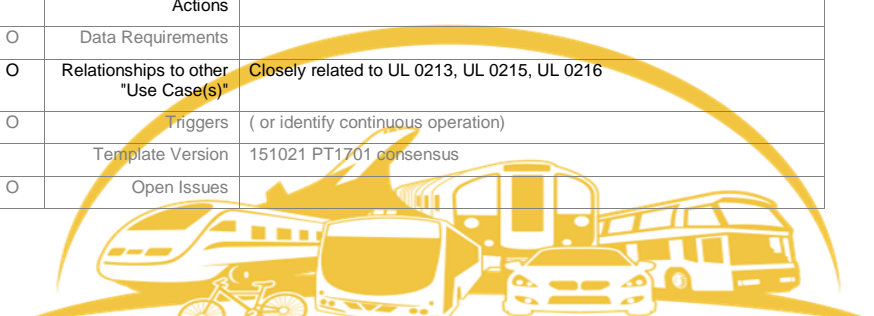 Actions
O Data Requirements
O Relationships to other Closely related to UL 0213, UL 0215, UL 0216
"Use Case(s)"
O Triggers ( or identify continuous operation)
Template Version 151021 PT1701 consensus
O Open Issues